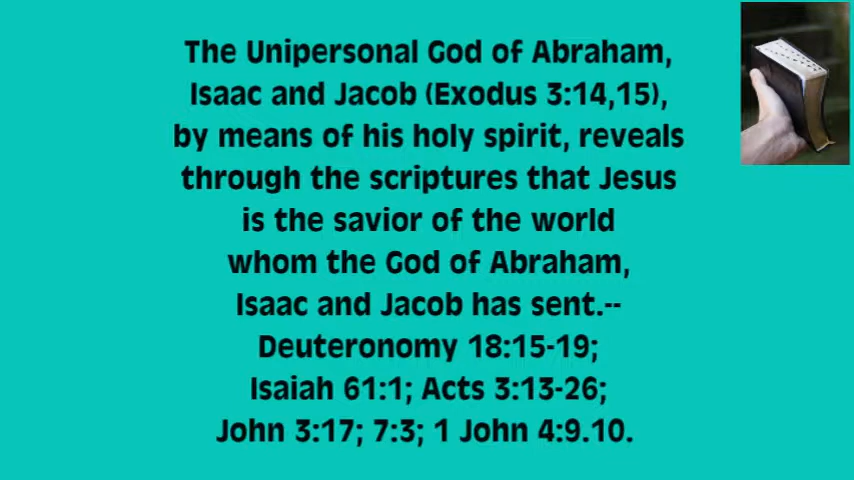 The Unipersonal God of Abraham,
Isaac and Jacob (Exodus 3:14,15),
by means of his holy spirit, reveals
through the scriptures that Jesus
is the savior of the world
whom the God of Abraham,
Isaac and Jacob has sent.--
Deuteronomy 18:15-19;
Isaiah 61:1; Acts 3:13-26;
John 3:17; 7:3; 1 John 4:9.10.